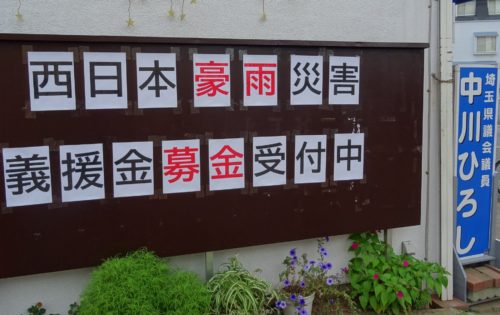 西日本豪雨災害
義援金募金受付中
埼玉県議会議員
中川ひろし